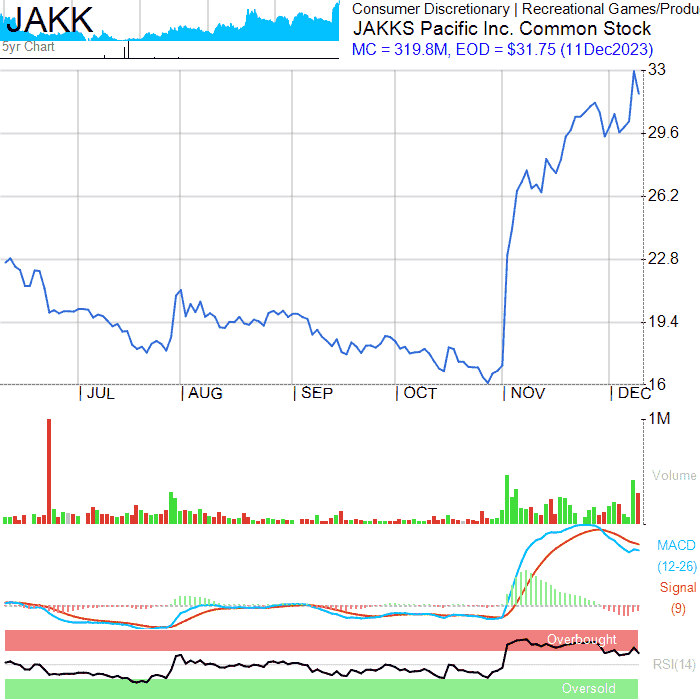 JAKK
5yr Chart
Consumer Discretionary | Recreational Games/Produ
JAKKS Pacific Inc. Common Stock
MC = 319.8M, EOD = $31.75 (11Dec2023)
33
29.6
26.2
22.8
19.4
16
JUL AUG SEP OCT NOV DEC
1M
Volume
MACD
(12-26)
Signal
(9)
Overbought
RSI(14)
Oversold